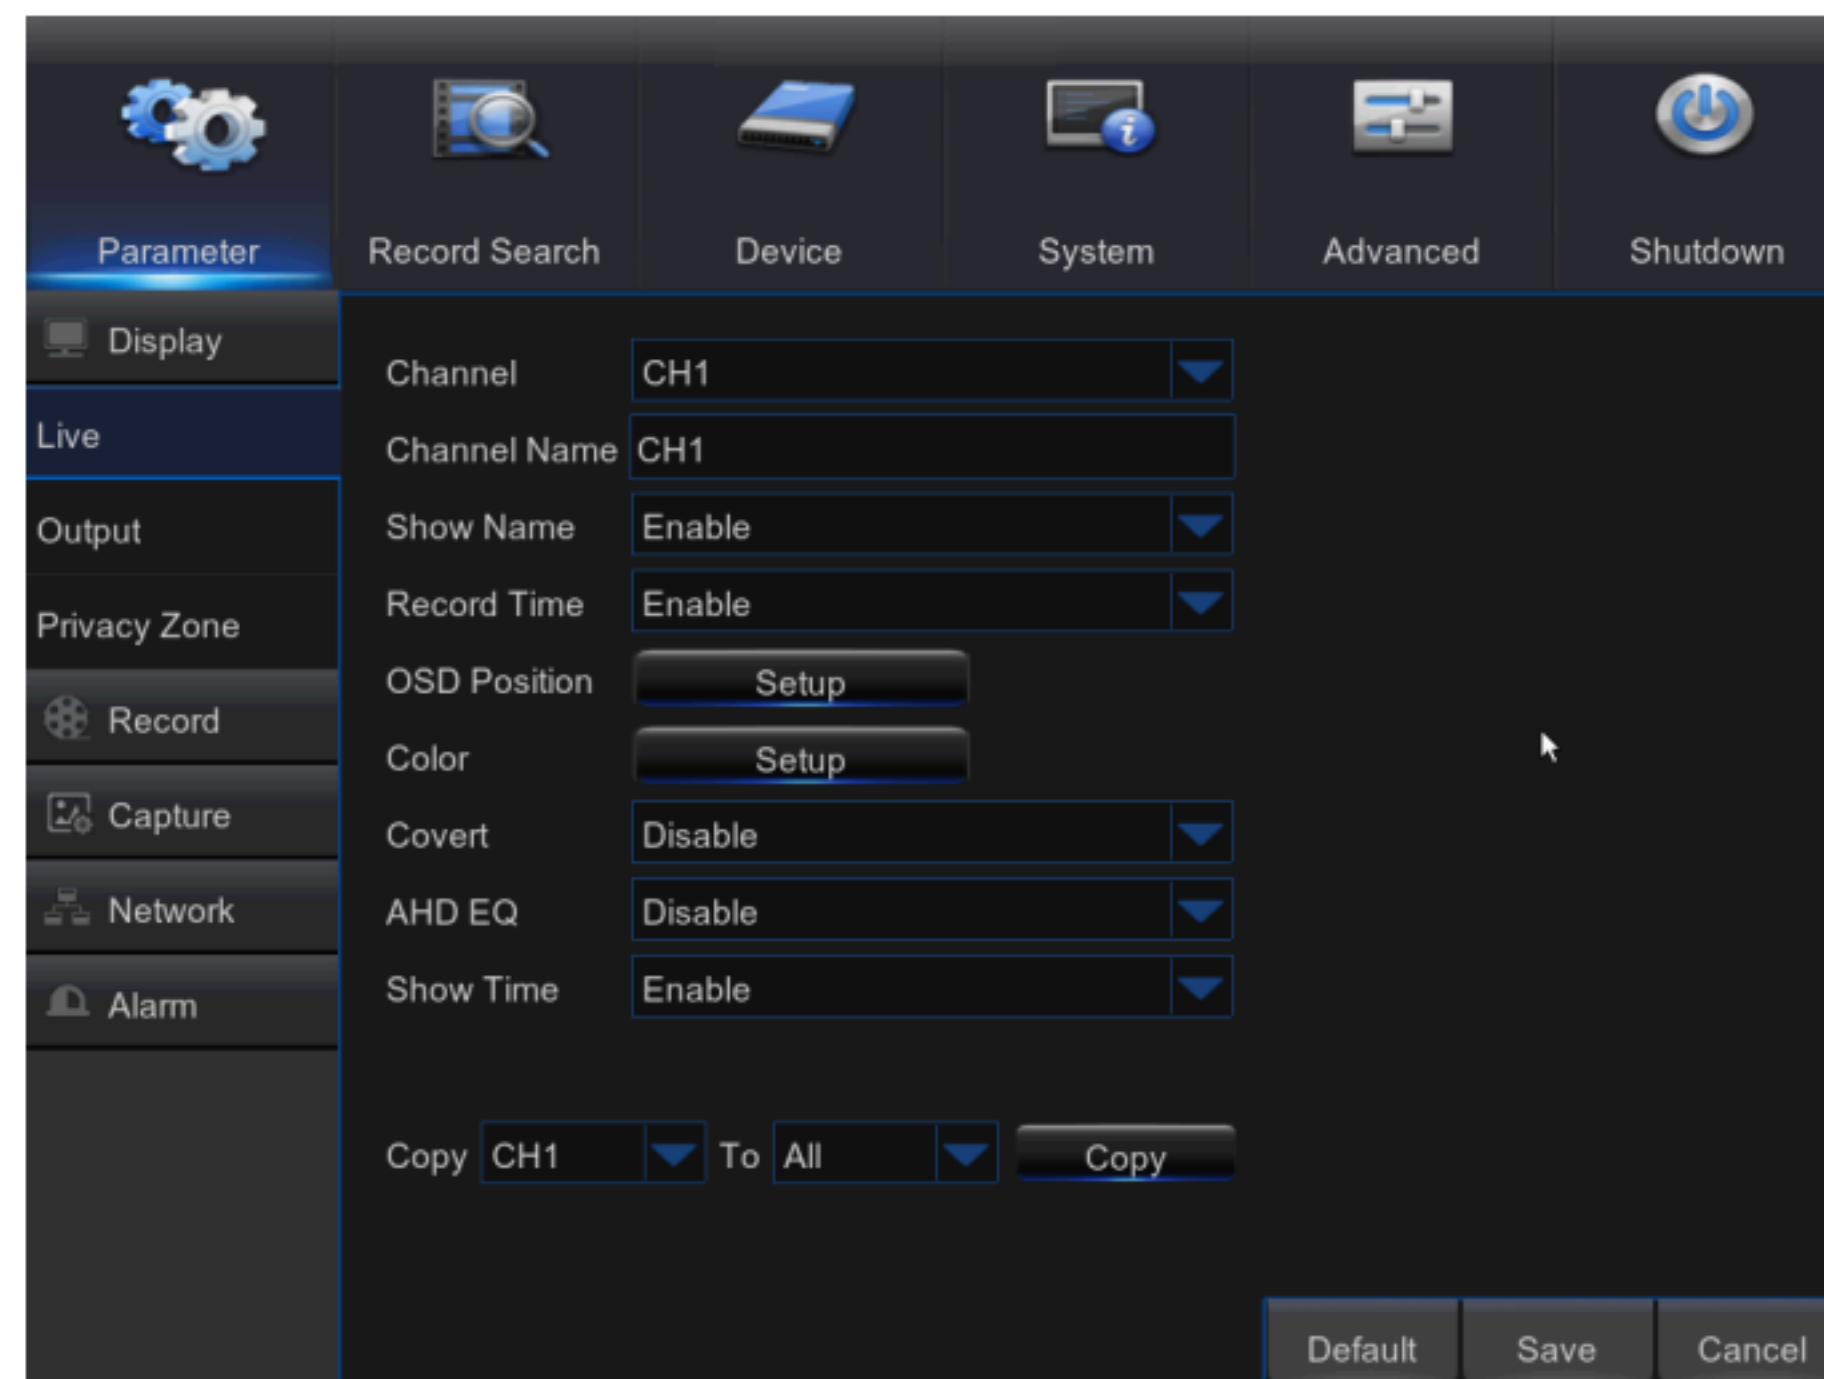 Parameter Record Search Device System Advanced Shutdown
Display
Live
Output
Privacy Zone
Record
Capture
Network
Alarm
Channel CH1
Channel Name CH1
Show Name Enable
Record Time Enable
OSD Position Setup
Color Setup
Covert Disable
AHD EQ Disable
Show Time Enable
Copy CH1 To All Copy
Default Save Cancel